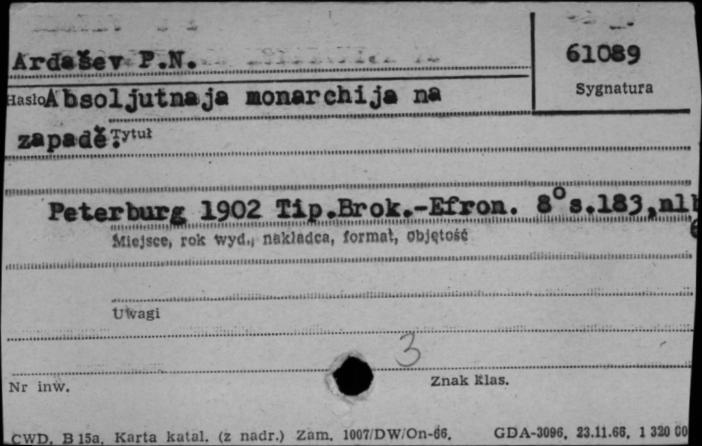 Ardašev P.N.
61089
Sygnatura
Hasło Absoljutnaja monarchija na
zapadě. Tytuł
Peterburg 1902 Tip.Brok.-Efron. 8° s.183, nlb
6
Miejsce, rok wyd., nakładca, format, objętość
Uwagi
3
Nr inw.
Znak klas.
CWD. B 15a. Karta katal. (z nadr.) Zam. 1007/DW/On-66. GDA-3096, 23.11.66, 1 320 00